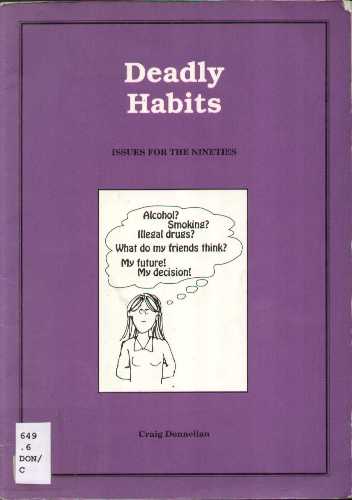 Deadly
Habits
ISSUES FOR THE NINETIES
Alcohol?
Smoking?
Illegal drugs?
What do my friends think?
My future!
My decision!
649
.6
DON/
C
Craig Donnellan